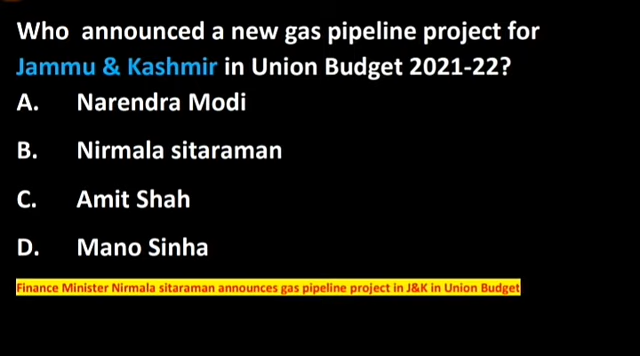 Who announced a new gas pipeline project for
Jammu & Kashmir in Union Budget 2021-22?
A. Narendra Modi
B. Nirmala sitaraman
C. Amit Shah
D. Mano Sinha
Finance Minister Nirmala sitaraman announces gas pipeline project in J&K in Union Budget